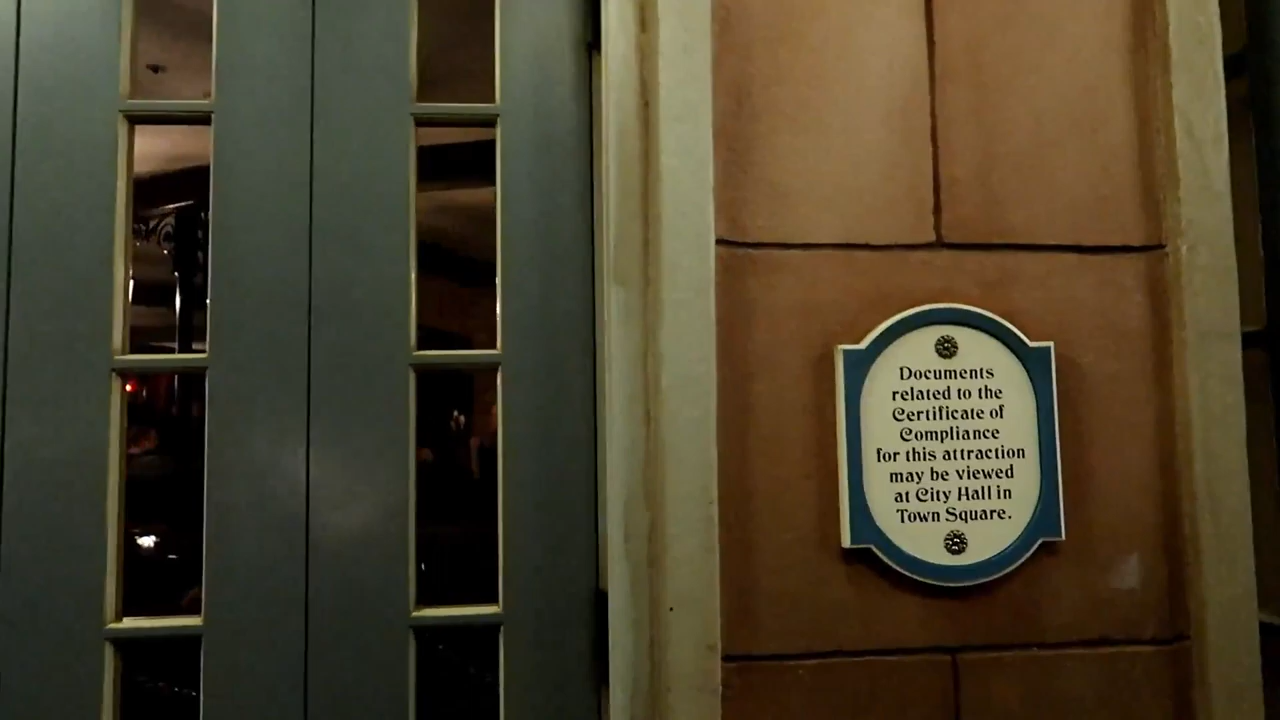 Documents
related to the
Certificate of
Compliance
for this attraction
may be viewed
at City Hall in
Town Square.